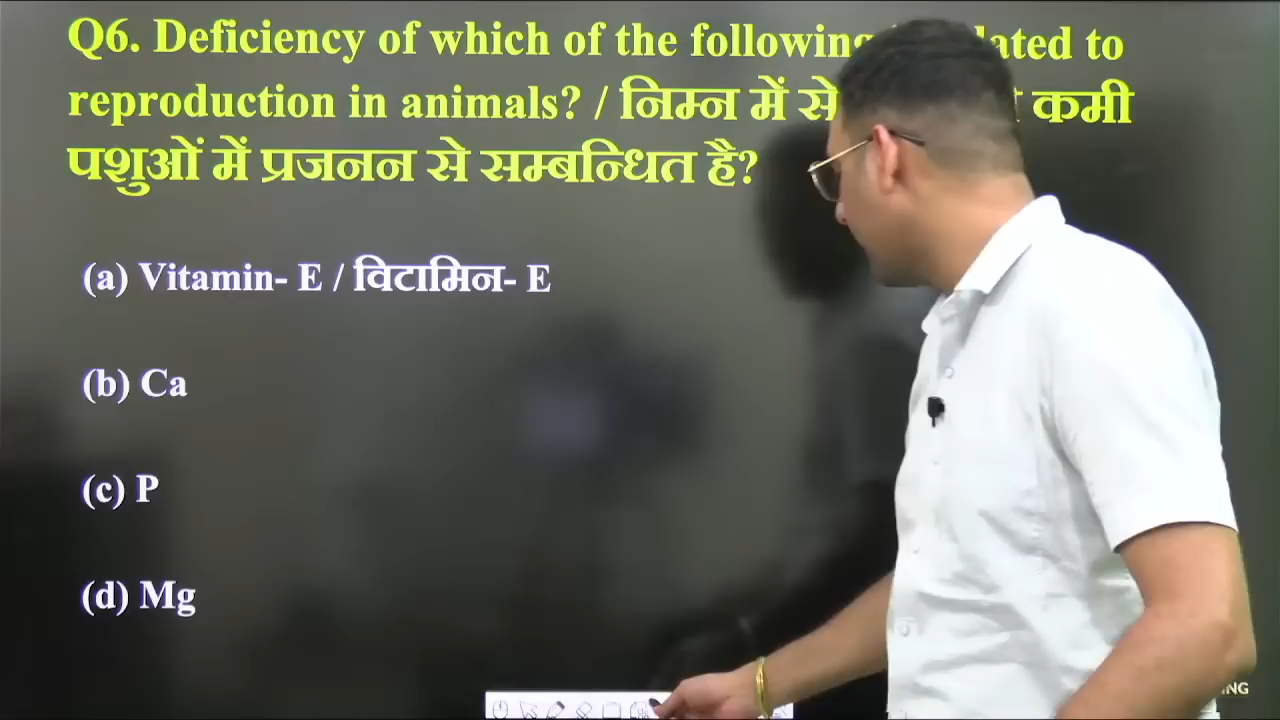 Q6. Deficiency of which of the following to
reproduction in animals? / निम्न में से कमी
पशुओं में प्रजनन से सम्बन्धित है?
(a) Vitamin- E / विटामिन- E
(b) Ca
(c) P
(d) Mg